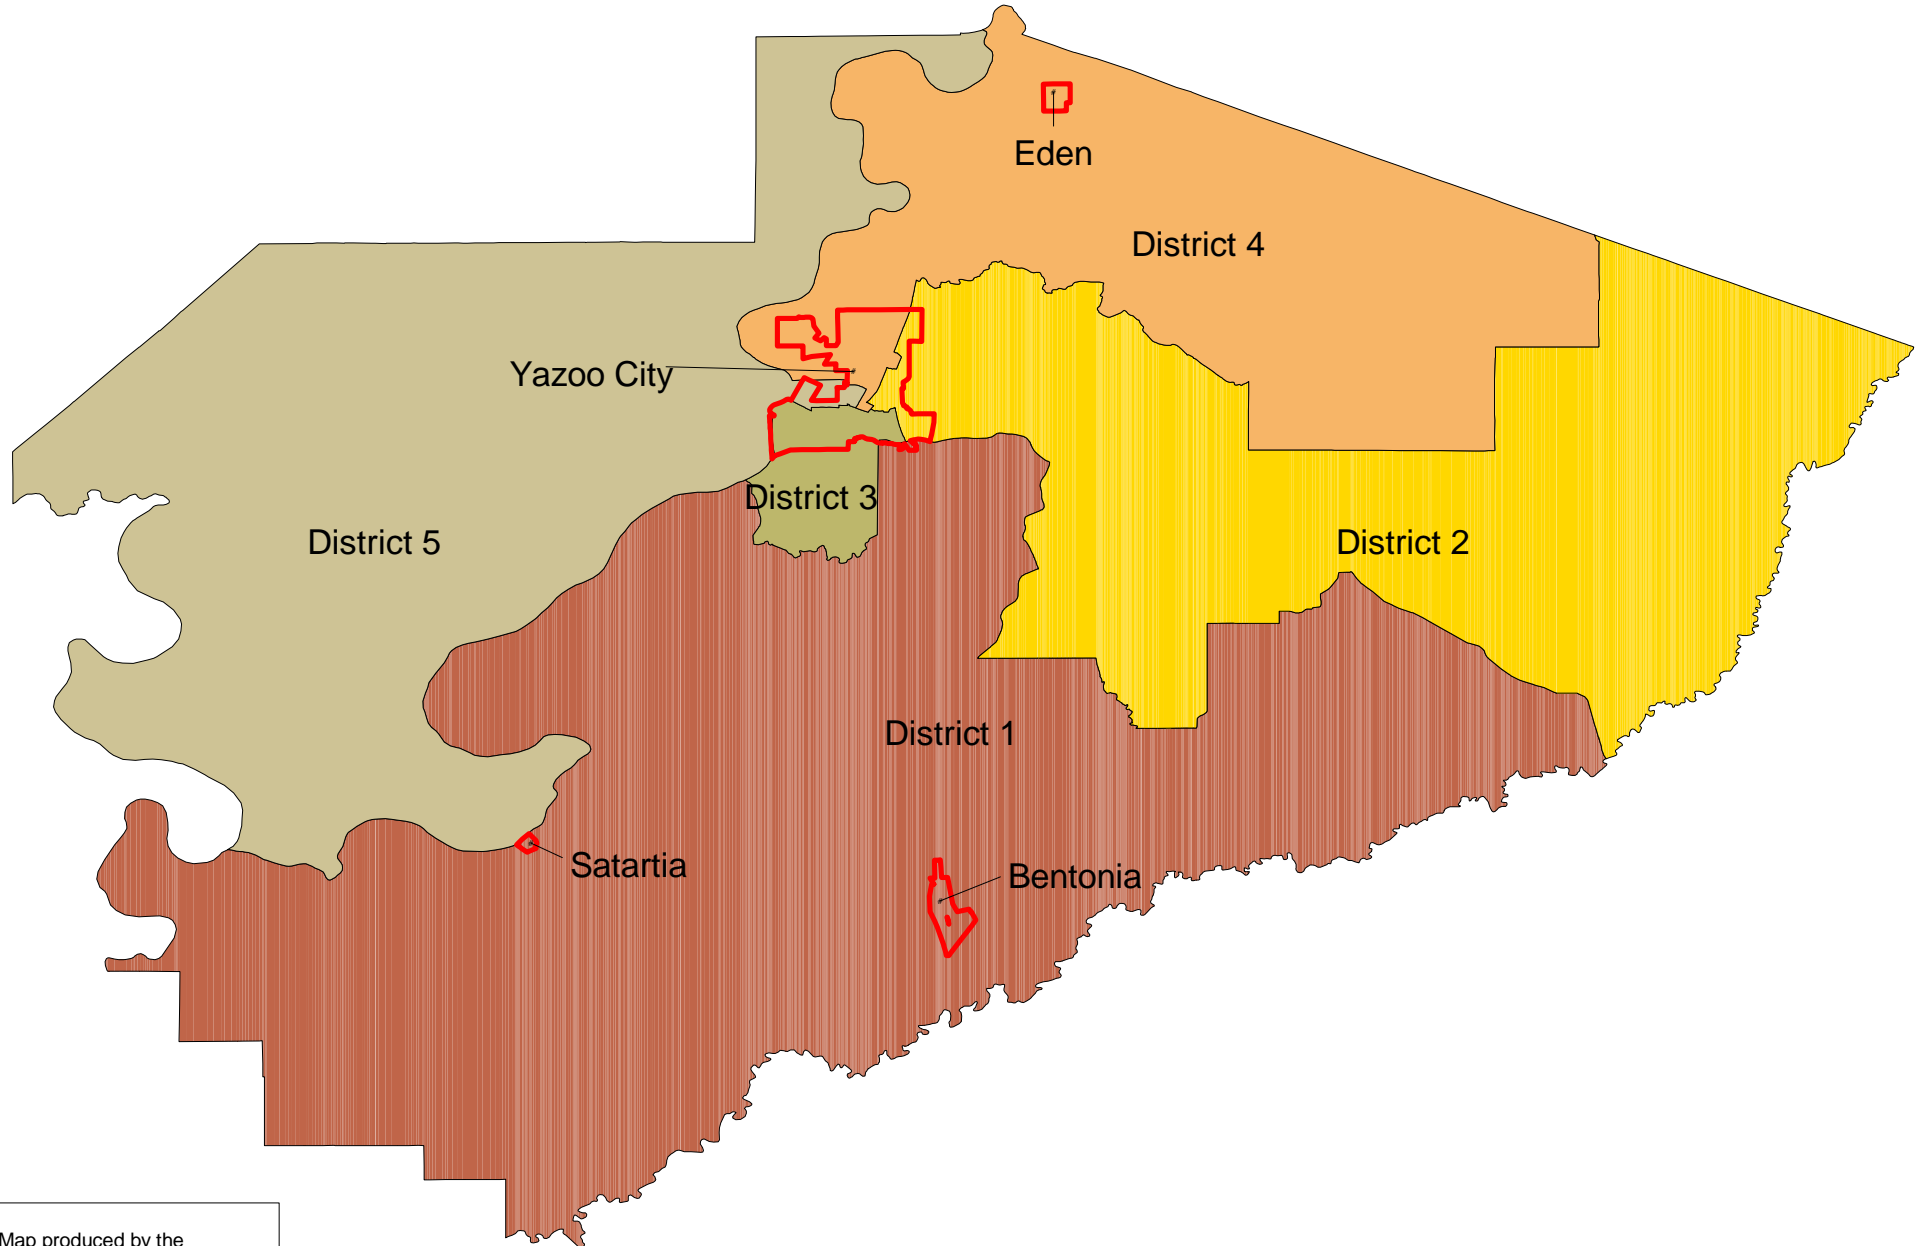 Eden
District 4
Yazoo City
District 3
District 5
District 2
District 1
Satartia
Bentonia
Map produced by the